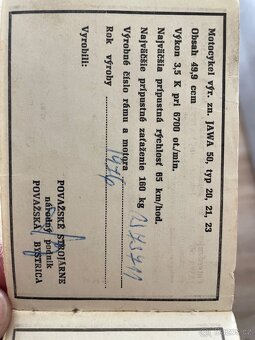 Motocykel výr. zn. JAWA 50, typ 20, 21, 23
Obsah 49,9 ccm
Výkon 3,5 K pri 6700 ot./min.
Najväčšia prípustná rýchlosť 65 km/hod.
Najväčšie prípustné zaťaženie 160 kg
Výrobné číslo rámu a motora
Rok výroby 1976
Vyrobili:
POVAŽSKÉ STROJÁRNE
národný podnik
POVAŽSKÁ BYSTRICA